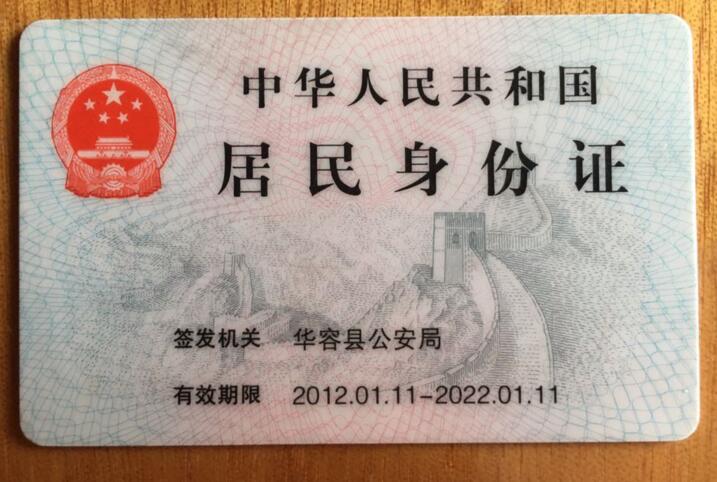 中华人民共和国
居民身份证
签发机关 华容县公安局
有效期限 2012.01.11-2022.01.11